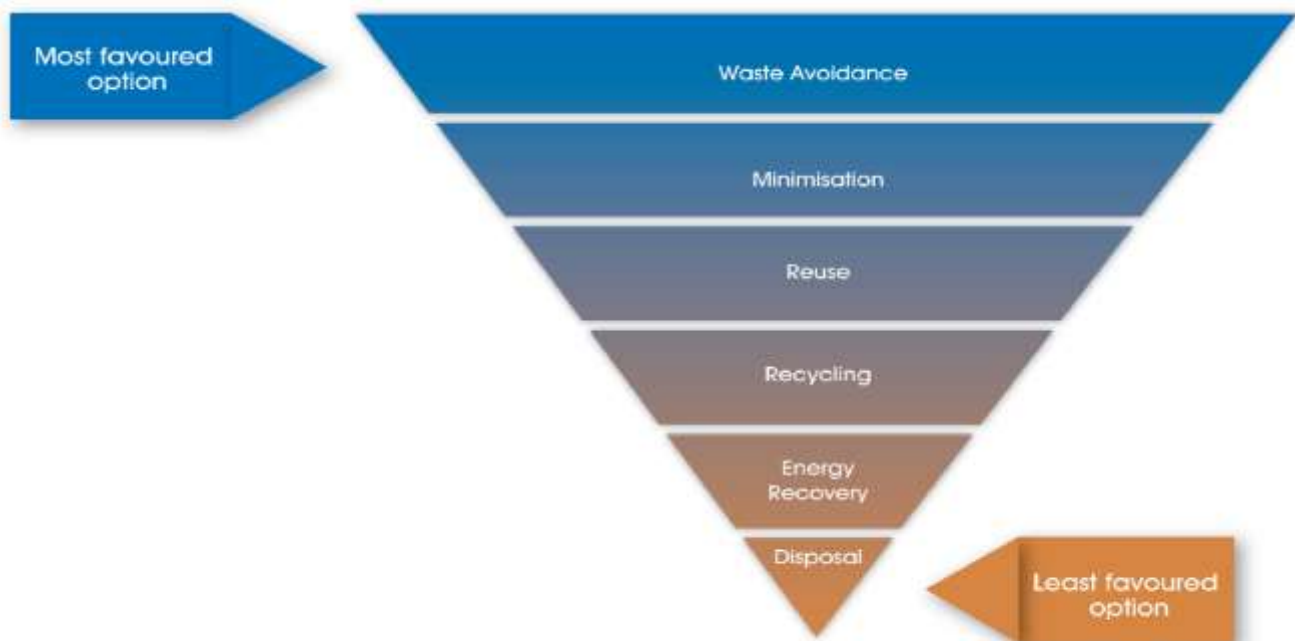 Most favoured
option
Waste Avoidance
Minimisation
Reuse
Recycling
Energy
Recovery
Disposal
Least favoured
option